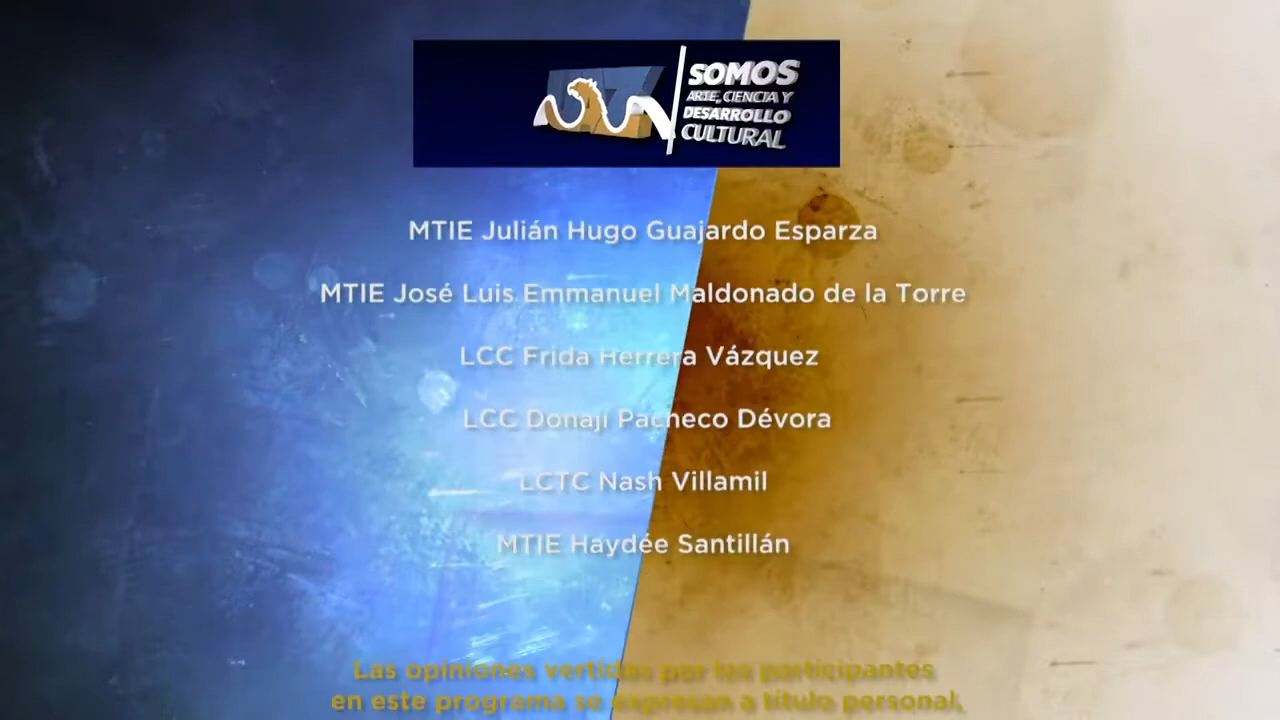 UAZ
SOMOS
ARTE, CIENCIA Y
DESARROLLO
CULTURAL
MTIE Julián Hugo Guajardo Esparza
MTIE José Luis Emmanuel Maldonado de la Torre
LCC Frida Herrera Vázquez
LCC Donají Pacheco Dévora
LCTC Nash Villamil
MTIE Haydée Santillán
Las opiniones vertidas por los participantes
en este programa se expresan a título personal,